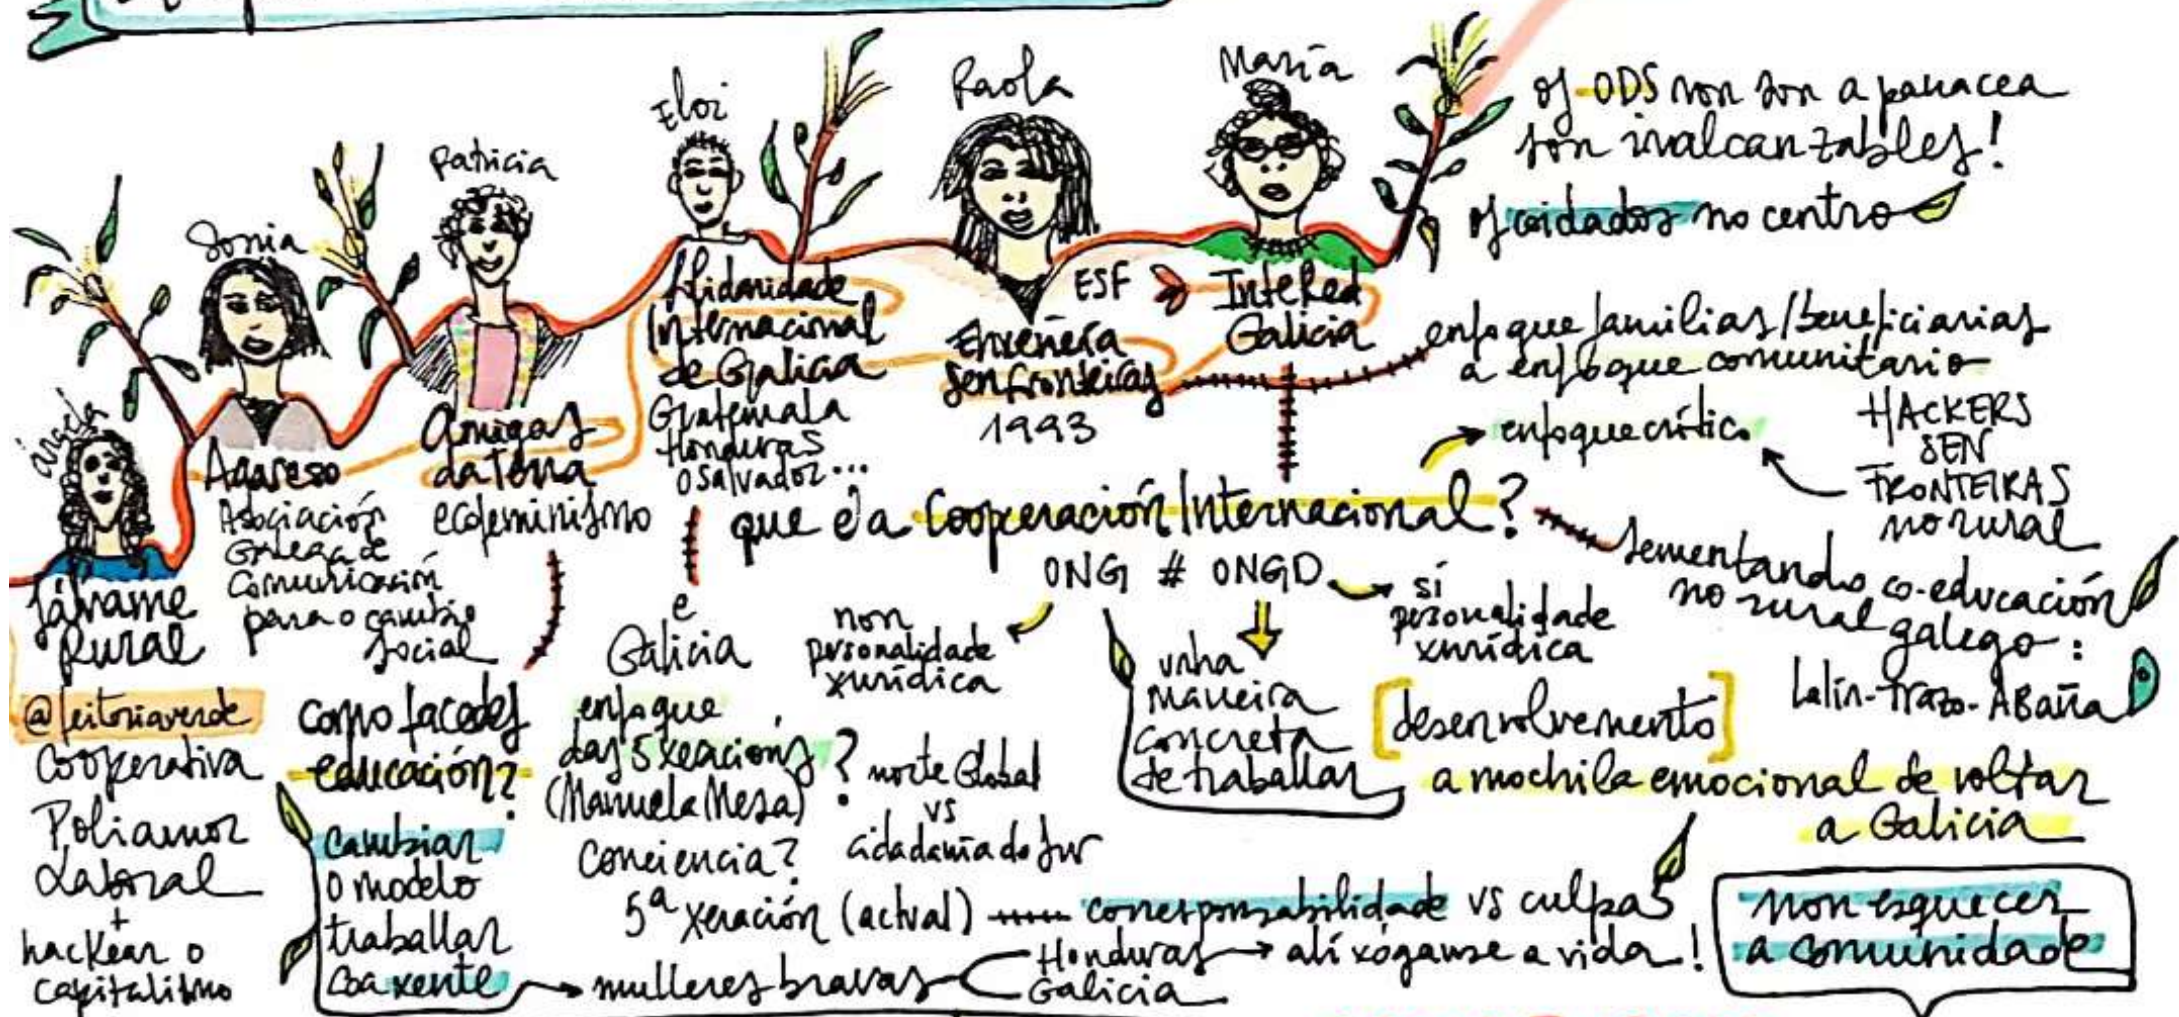 Ángela
Láname
Rural
@feitoriaverde
Cooperativa
Poliamor
Laboral
+
hackear o
capitalismo
Sonia
Agareso
Asociación
Galega de
Comunicación
para o cambio
social
Patricia
Amigas
da Terra
ecofeminismo
como facedes
educación?
Cambiar
o modelo
traballar
coa xente
mulleres bravas
Honduras → alí xóganse a vida!
Galicia
Eloi
Solidaridade
Internacional
de Galicia
Guatemala
Honduras
O Salvador...
e
Galicia
enfoque
das 5 xeracións?
(Manuela Mesa)
Conciencia?
norte Global
vs
cidadanía do sur
5ª xeración (actual) corresponsabilidade vs culpas
Paola
ESF
Enxeñería
Sen Fronteiras
1993
María
InteRed
Galicia
que é a Cooperación Internacional?
ONG # ONGD
non
personalidade
xurídica
unha
maneira
concreta
de traballar
sí
personalidade
xurídica
[desenvolvemento]
os ODS non son a panacea
son inalcanzables!
os coidados no centro
enfoque familias/beneficiarias
a enfoque comunitario
enfoque crítico
HACKERS
SEN
FRONTEIRAS
no rural
Sementando co-educación
no rural galego:
Lalín-Trazo-A Baña
a mochila emocional de voltar
a Galicia
non esquecer
a comunidade